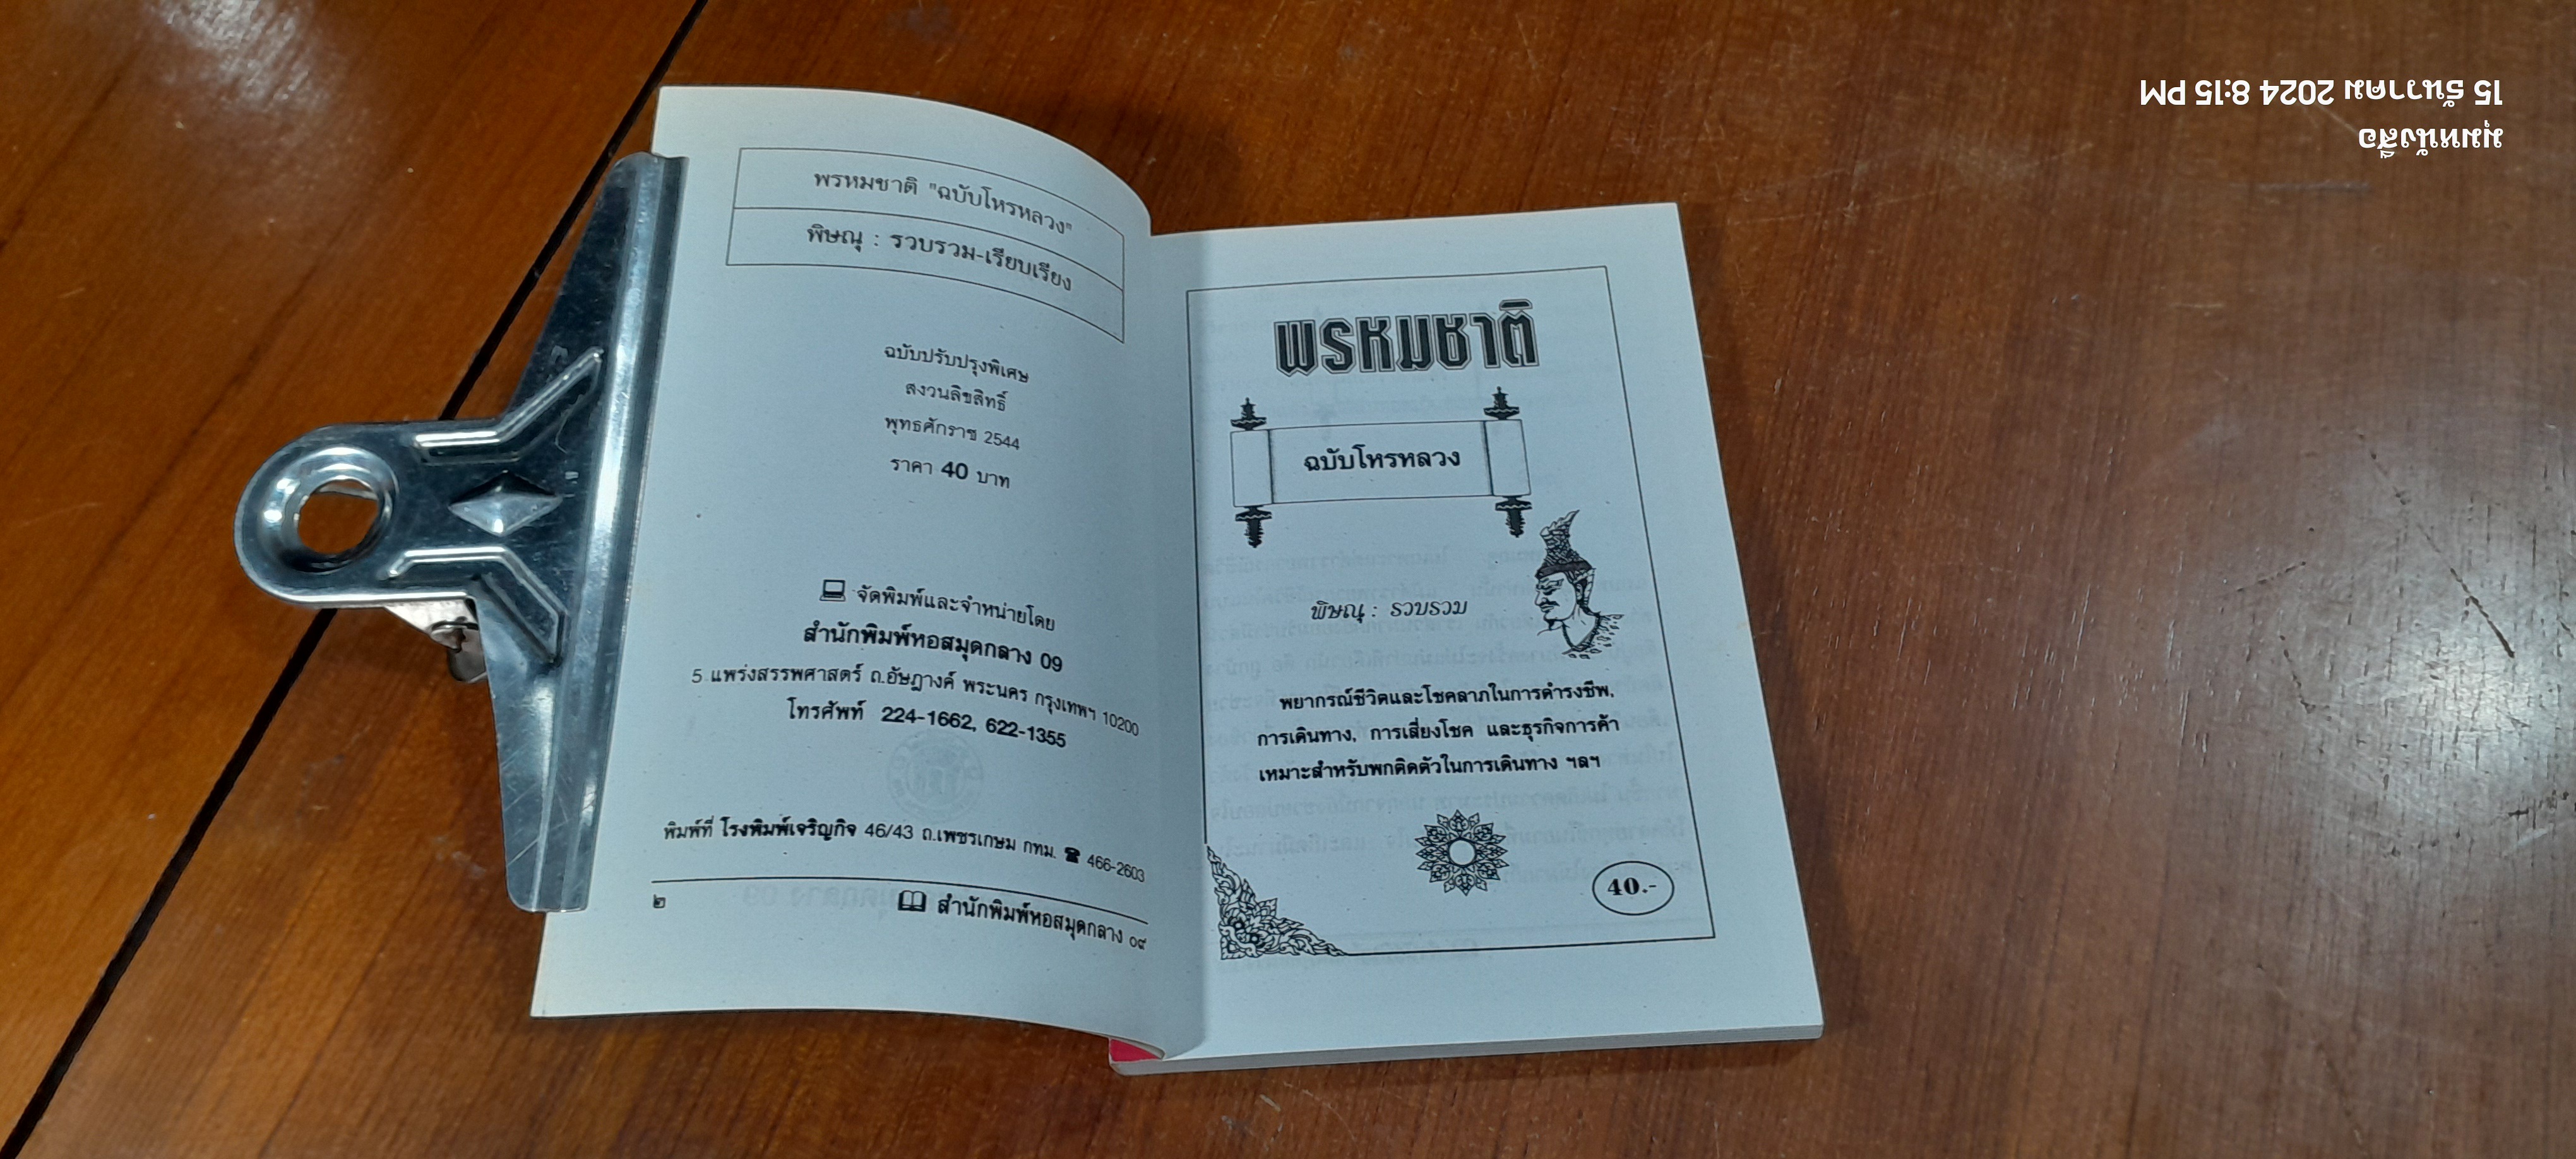 พรหมชาติ "ฉบับโหรหลวง"
พิษณุ : รวบรวม-เรียบเรียง
ฉบับปรับปรุงพิเศษ
สงวนลิขสิทธิ์
พุทธศักราช 2544
ราคา 40 บาท
จัดพิมพ์และจำหน่ายโดย
สำนักพิมพ์หอสมุดกลาง 09
5 แพร่งสรรพศาสตร์ ถ.อัษฎางค์ พระนคร กรุงเทพฯ 10200
โทรศัพท์ 224-1662, 622-1355
พิมพ์ที่ โรงพิมพ์เจริญกิจ 46/43 ถ.เพชรเกษม กทม. ☎ 466-2603
๒
สำนักพิมพ์หอสมุดกลาง ๐๙
พรหมชาติ
ฉบับโหรหลวง
พิษณุ : รวบรวม
พยากรณ์ชีวิตและโชคลาภในการดำรงชีพ,
การเดินทาง, การเสี่ยงโชค และธุรกิจการค้า
เหมาะสำหรับพกติดตัวในการเดินทาง ฯลฯ
40.-
มุมหนังสือ
15 ธันวาคม 2024 8:15 PM